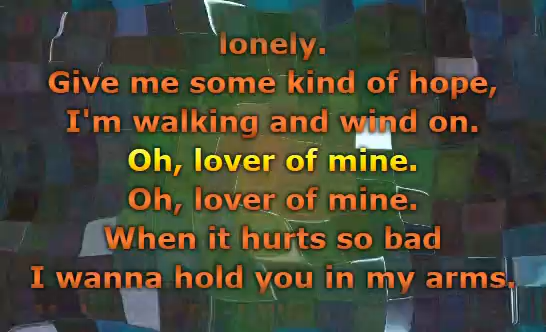 lonely.
Give me some kind of hope,
I'm walking and wind on.
Oh, lover of mine.
Oh, lover of mine.
When it hurts so bad
I wanna hold you in my arms.